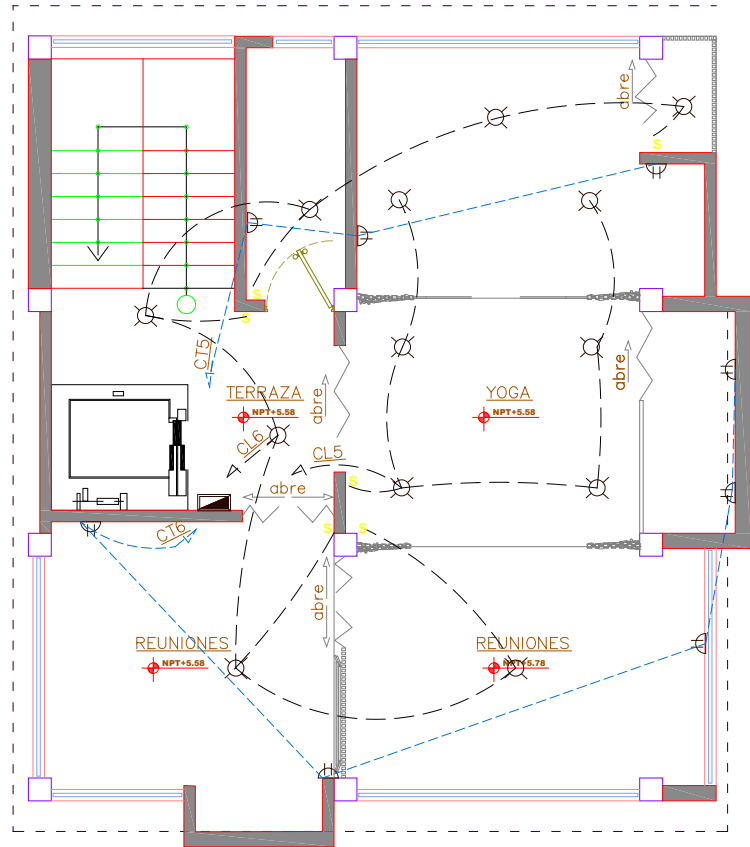 abre
S
S
S
CT5
abre
TERRAZA
NPT+5.58
abre
YOGA
NPT+5.58
CL6
CL5
abre
S
CT6
S
S
abre
REUNIONES
NPT+5.58
REUNIONES
NPT+5.78